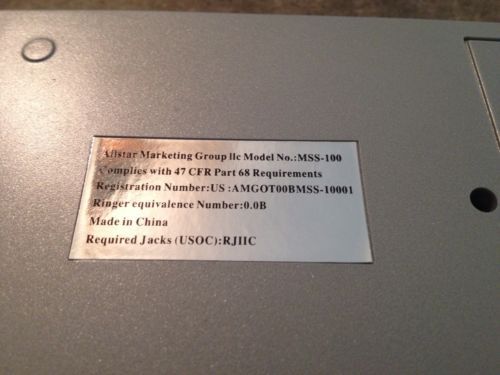 Allstar Marketing Group llc Model No.:MSS-100
Complies with 47 CFR Part 68 Requirements
Registration Number:US :AMGOT00BMSS-10001
Ringer equivalence Number:0.0B
Made in China
Required Jacks (USOC):RJIIC